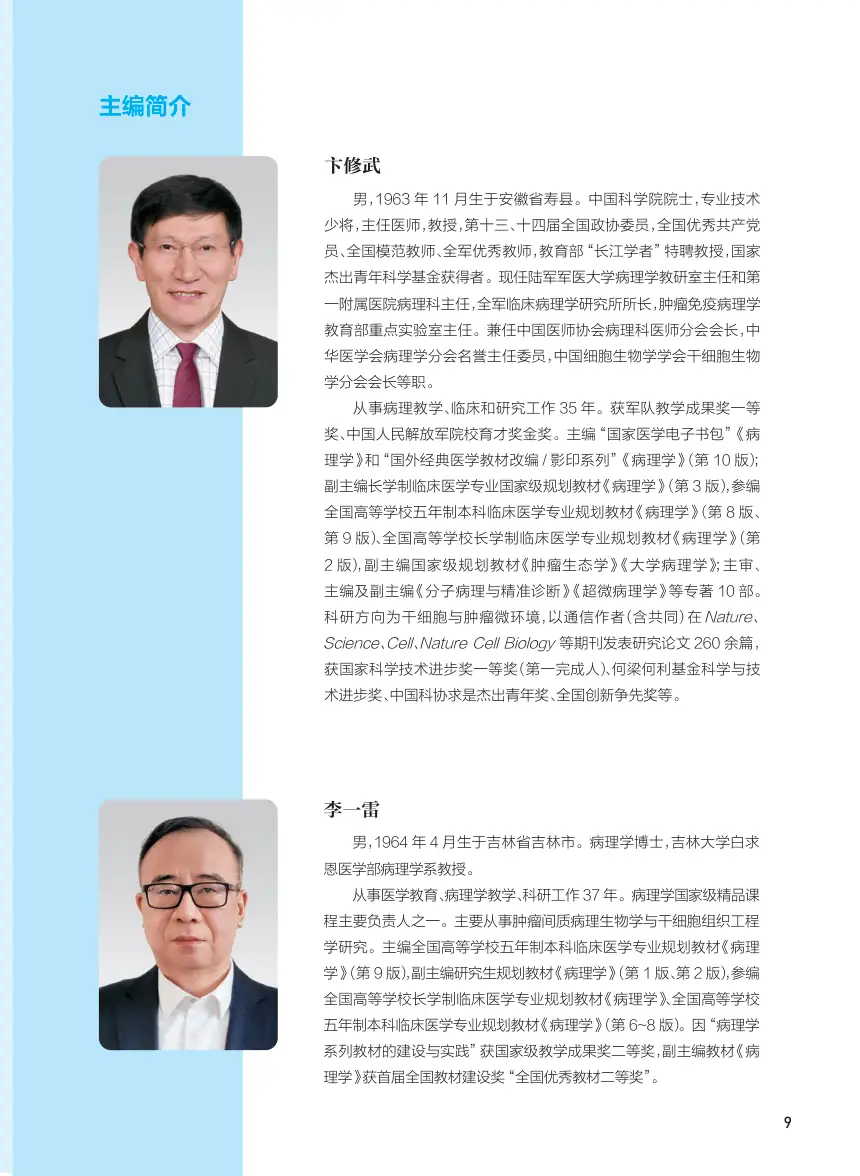 主编简介
卞修武
男,1963 年 11 月生于安徽省寿县。中国科学院院士,专业技术
少将,主任医师,教授,第十三、十四届全国政协委员,全国优秀共产党
员、全国模范教师、全军优秀教师,教育部“长江学者”特聘教授,国家
杰出青年科学基金获得者。现任陆军军医大学病理学教研室主任和第
一附属医院病理科主任,全军临床病理学研究所所长,肿瘤免疫病理学
教育部重点实验室主任。兼任中国医师协会病理科医师分会会长,中
华医学会病理学分会名誉主任委员,中国细胞生物学学会干细胞生物
学分会会长等职。
从事病理教学、临床和研究工作 35 年。获军队教学成果奖一等
奖、中国人民解放军院校育才奖金奖。主编“国家医学电子书包”《病
理学》和“国外经典医学教材改编 / 影印系列”《病理学》(第 10 版);
副主编长学制临床医学专业国家级规划教材《病理学》(第 3 版),参编
全国高等学校五年制本科临床医学专业规划教材《病理学》(第 8 版、
第 9 版)、全国高等学校长学制临床医学专业规划教材《病理学》(第
2 版),副主编国家级规划教材《肿瘤生态学》《大学病理学》;主审、
主编及副主编《分子病理与精准诊断》《超微病理学》等专著 10 部。
科研方向为干细胞与肿瘤微环境,以通信作者(含共同)在 Nature、
Science、Cell、Nature Cell Biology 等期刊发表研究论文 260 余篇,
获国家科学技术进步奖一等奖(第一完成人)、何梁何利基金科学与技
术进步奖、中国科协求是杰出青年奖、全国创新争先奖等。
李一雷
男,1964 年 4 月生于吉林省吉林市。病理学博士,吉林大学白求
恩医学部病理学系教授。
从事医学教育、病理学教学、科研工作 37 年。病理学国家级精品课
程主要负责人之一。主要从事肿瘤间质病理生物学与干细胞组织工程
学研究。主编全国高等学校五年制本科临床医学专业规划教材《病理
学》(第 9 版),副主编研究生规划教材《病理学》(第 1 版、第 2 版),参编
全国高等学校长学制临床医学专业规划教材《病理学》、全国高等学校
五年制本科临床医学专业规划教材《病理学》(第 6~8 版)。因“病理学
系列教材的建设与实践”获国家级教学成果奖二等奖,副主编教材《病
理学》获首届全国教材建设奖“全国优秀教材二等奖”。
9